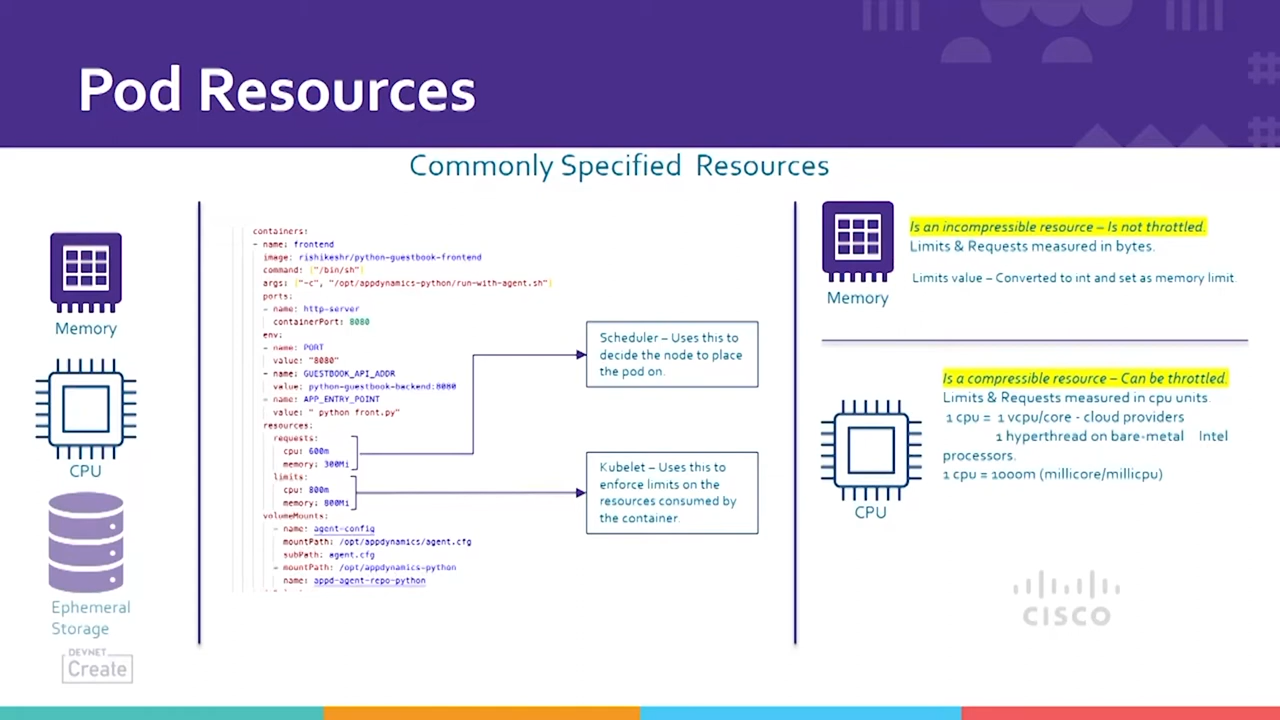 Pod Resources
Commonly Specified Resources
Memory
CPU
Ephemeral
Storage
DEVNET
Create
containers:
- name: frontend
image: rishikeshr/python-guestbook-frontend
command: ["/bin/sh"]
args: ["-c", "/opt/appdynamics-python/run-with-agent.sh"]
ports:
- name: http-server
containerPort: 8080
env:
- name: PORT
value: "8080"
- name: GUESTBOOK_API_ADDR
value: python-guestbook-backend:8080
- name: APP_ENTRY_POINT
value: " python front.py"
resources:
requests:
cpu: 600m
memory: 300Mi
limits:
cpu: 800m
memory: 800Mi
volumeMounts:
- name: agent-config
mountPath: /opt/appdynamics/agent.cfg
subPath: agent.cfg
- mountPath: /opt/appdynamics-python
name: appd-agent-repo-python
Scheduler – Uses this to
decide the node to place
the pod on.
Kubelet – Uses this to
enforce limits on the
resources consumed by
the container.
Memory
Is an incompressible resource – Is not throttled.
Limits & Requests measured in bytes.
Limits value – Converted to int and set as memory limit.
CPU
Is a compressible resource – Can be throttled.
Limits & Requests measured in cpu units.
1 cpu = 1 vcpu/core - cloud providers
1 hyperthread on bare-metal Intel
processors.
1 cpu = 1000m (millicore/millicpu)
CISCO